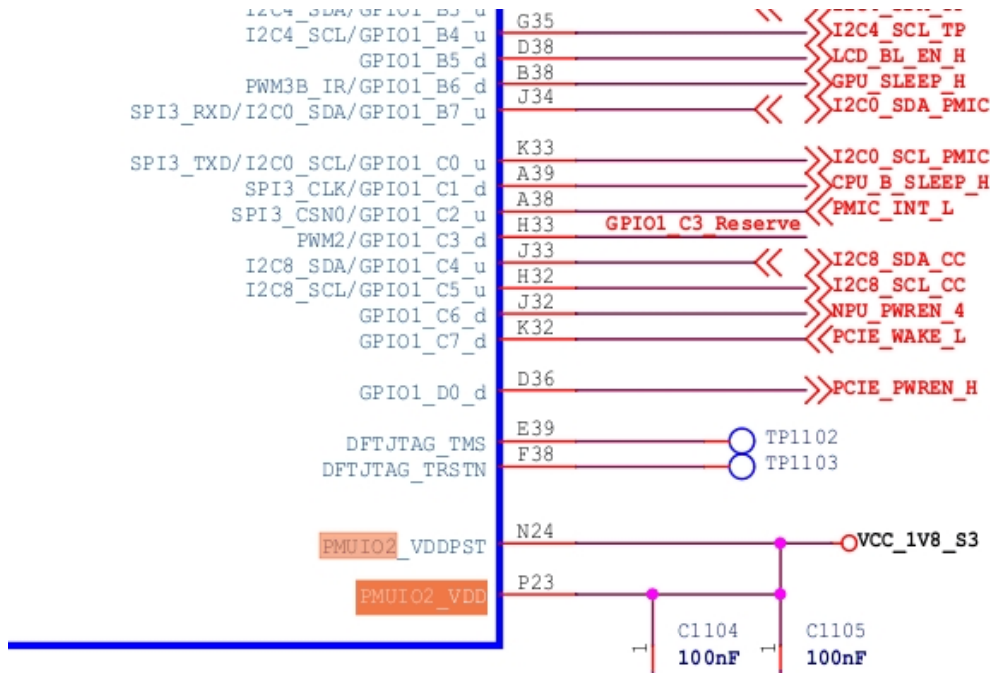 I2C4_SCL/GPIO1_B4_u G35 I2C4_SCL_TP
GPIO1_B5_d D38 LCD_BL_EN_H
PWM3B_IR/GPIO1_B6_d B38 GPU_SLEEP_H
SPI3_RXD/I2C0_SDA/GPIO1_B7_u J34 I2C0_SDA_PMIC
SPI3_TXD/I2C0_SCL/GPIO1_C0_u K33 I2C0_SCL_PMIC
SPI3_CLK/GPIO1_C1_d A39 CPU_B_SLEEP_H
SPI3_CSN0/GPIO1_C2_u A38 PMIC_INT_L
PWM2/GPIO1_C3_d H33 GPIO1_C3_Reserve
I2C8_SDA/GPIO1_C4_u J33 I2C8_SDA_CC
I2C8_SCL/GPIO1_C5_u H32 I2C8_SCL_CC
GPIO1_C6_d J32 NPU_PWREN_4
GPIO1_C7_d K32 PCIE_WAKE_L
GPIO1_D0_d D36 PCIE_PWREN_H
DFTJTAG_TMS E39 TP1102
DFTJTAG_TRSTN F38 TP1103
PMUIO2_VDDPST N24 VCC_1V8_S3
PMUIO2_VDD P23
C1104 C1105
1 100nF 1 100nF